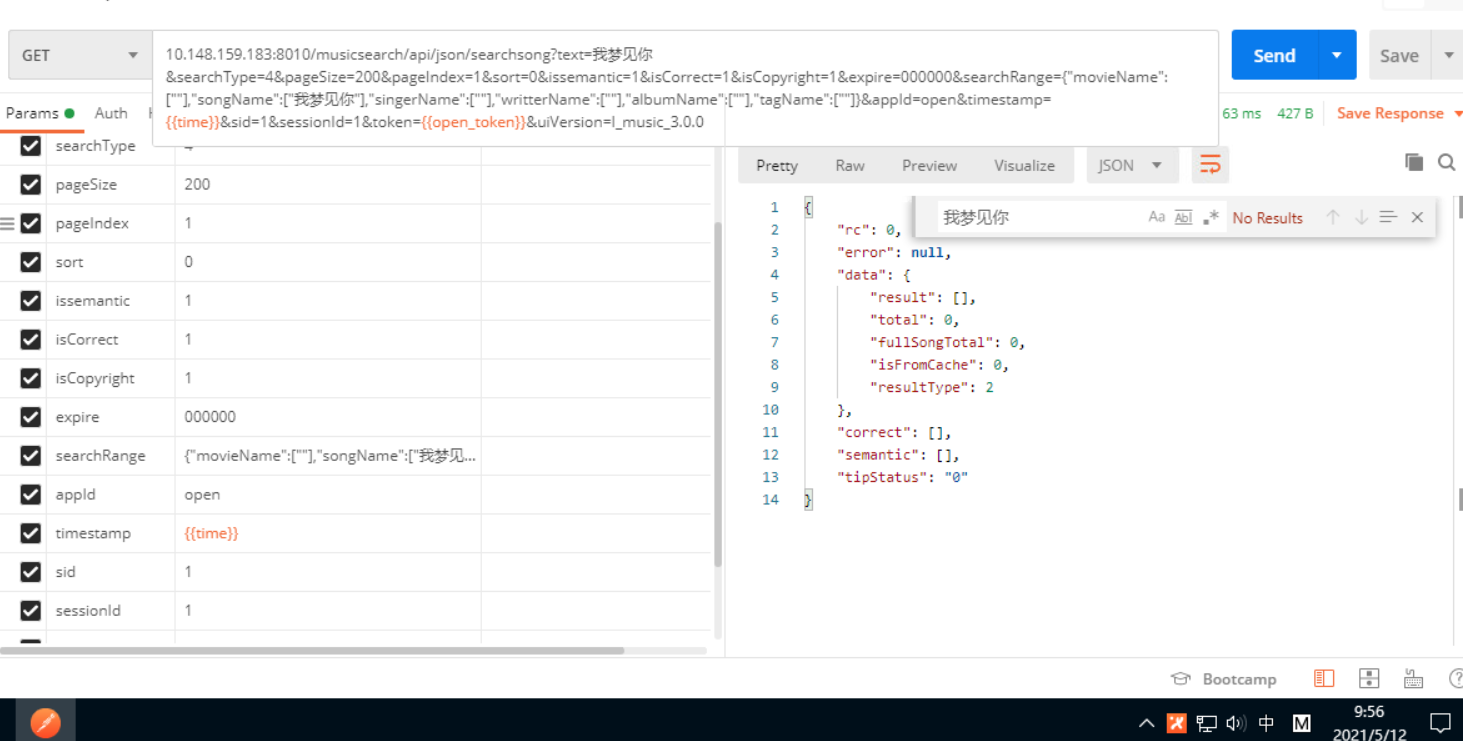 GET
10.148.159.183:8010/musicsearch/api/json/searchsong?text=我梦见你
&searchType=4&pageSize=200&pageIndex=1&sort=0&issemantic=1&isCorrect=1&isCopyright=1&expire=000000&searchRange={"movieName":
[""],"songName":["我梦见你"],"singerName":[""],"writterName":[""],"albumName":[""],"tagName":[""]}&appId=open&timestamp=
{{time}}&sid=1&sessionId=1&token={{open_token}}&uiVersion=I_music_3.0.0
Send
Save
Params Auth
63 ms 427 B Save Response
searchType 4
pageSize 200
pageIndex 1
sort 0
issemantic 1
isCorrect 1
isCopyright 1
expire 000000
searchRange {"movieName":[""],"songName":["我梦见...
appId open
timestamp {{time}}
sid 1
sessionId 1
Pretty Raw Preview Visualize JSON
我梦见你 Aa Abl .* No Results
1 {
2 "rc": 0,
3 "error": null,
4 "data": {
5 "result": [],
6 "total": 0,
7 "fullSongTotal": 0,
8 "isFromCache": 0,
9 "resultType": 2
10 },
11 "correct": [],
12 "semantic": [],
13 "tipStatus": "0"
14 }
Bootcamp
中 M 9:56
2021/5/12